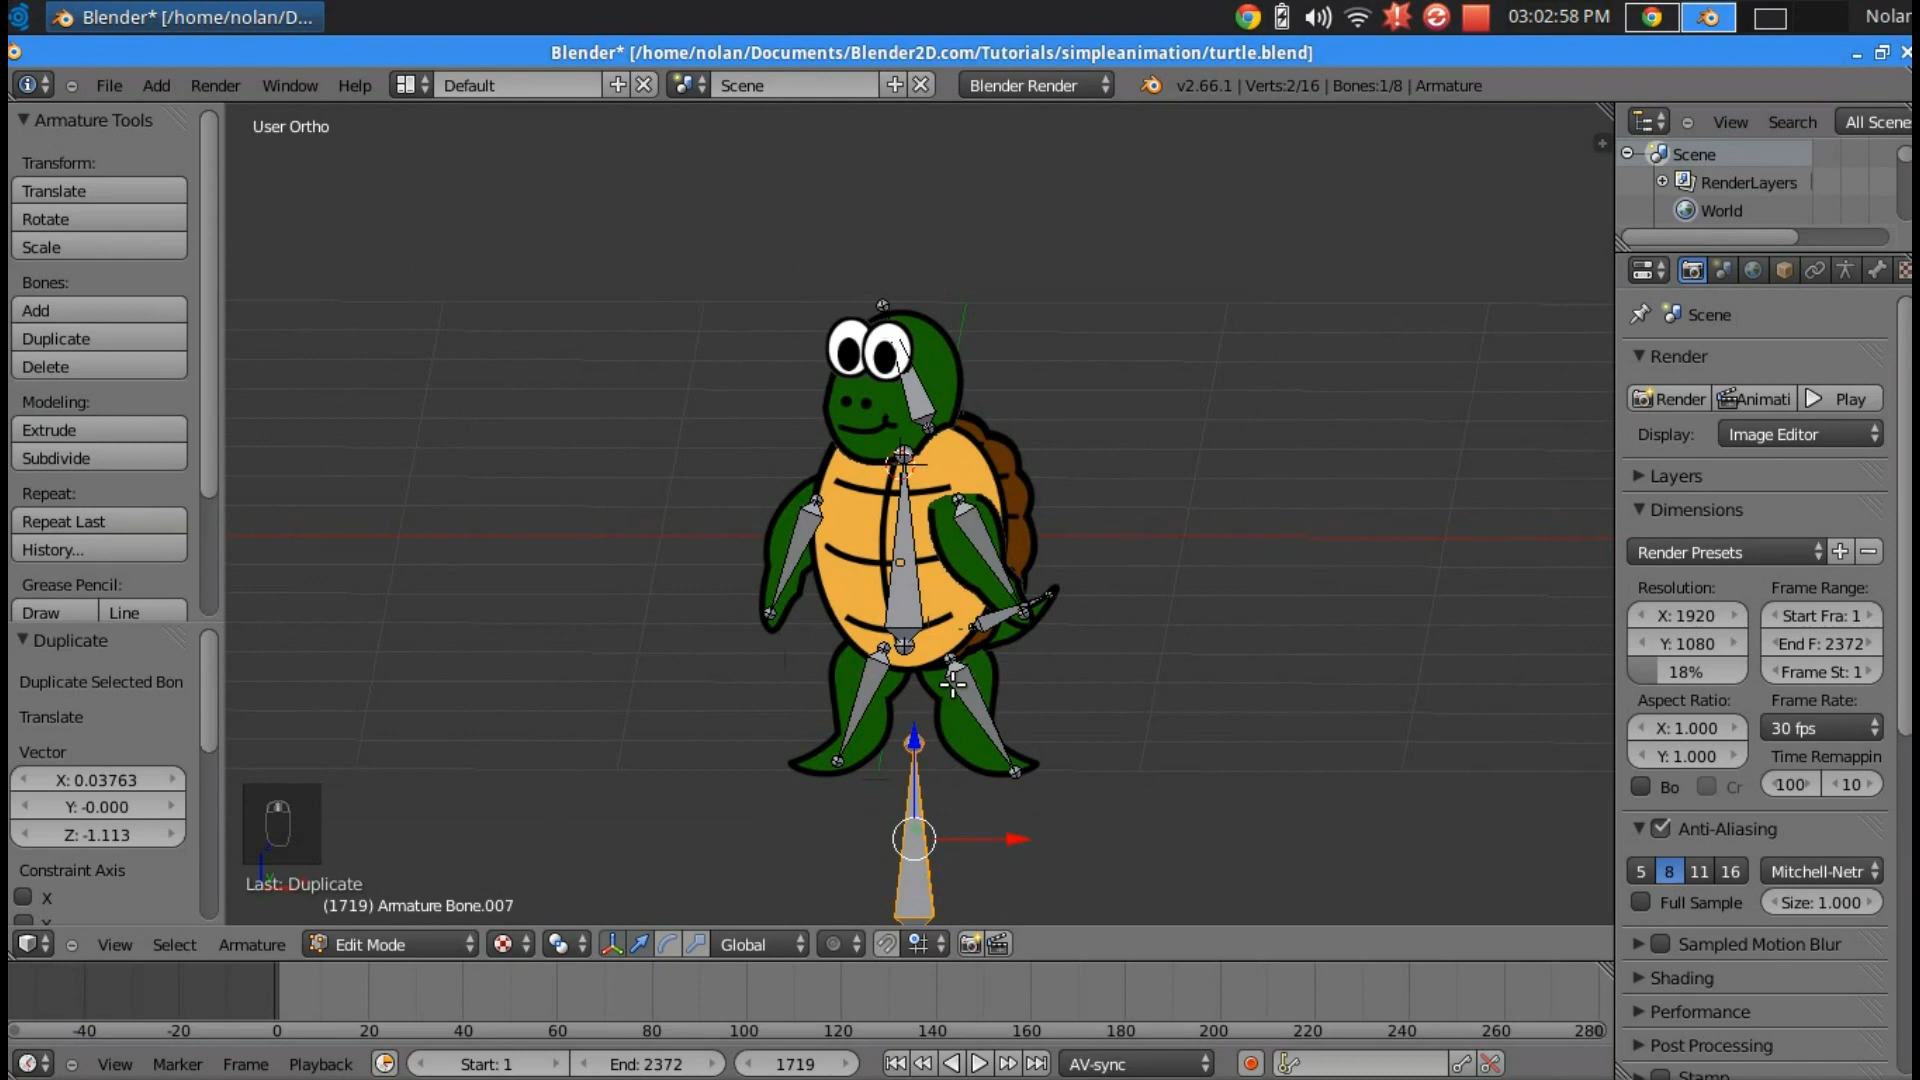 Blender* [/home/nolan/D...
03:02:58 PM
Nolan
Blender* [/home/nolan/Documents/Blender2D.com/Tutorials/simpleanimation/turtle.blend]
File Add Render Window Help Default Scene Blender Render v2.66.1 | Verts:2/16 | Bones:1/8 | Armature
Armature Tools
Transform:
Translate
Rotate
Scale
Bones:
Add
Duplicate
Delete
Modeling:
Extrude
Subdivide
Repeat:
Repeat Last
History...
Grease Pencil:
Draw Line
Duplicate
Duplicate Selected Bon
Translate
Vector
X: 0.03763
Y: -0.000
Z: -1.113
Constraint Axis
X
User Ortho
Last: Duplicate
(1719) Armature Bone.007
View Select Armature Edit Mode Global
-40 -20 0 20 40 60 80 100 120 140 160 180 200 220 240 260 280
View Marker Frame Playback Start: 1 End: 2372 1719 AV-sync
View Search All Scene
Scene
RenderLayers
World
Scene
Render
Render Animati Play
Display: Image Editor
Layers
Dimensions
Render Presets
Resolution: Frame Range:
X: 1920 Start Fra: 1
Y: 1080 End F: 2372
18% Frame St: 1
Aspect Ratio: Frame Rate:
X: 1.000 30 fps
Y: 1.000 Time Remappin
Bo Cr 100 10
Anti-Aliasing
5 8 11 16 Mitchell-Netr
Full Sample Size: 1.000
Sampled Motion Blur
Shading
Performance
Post Processing